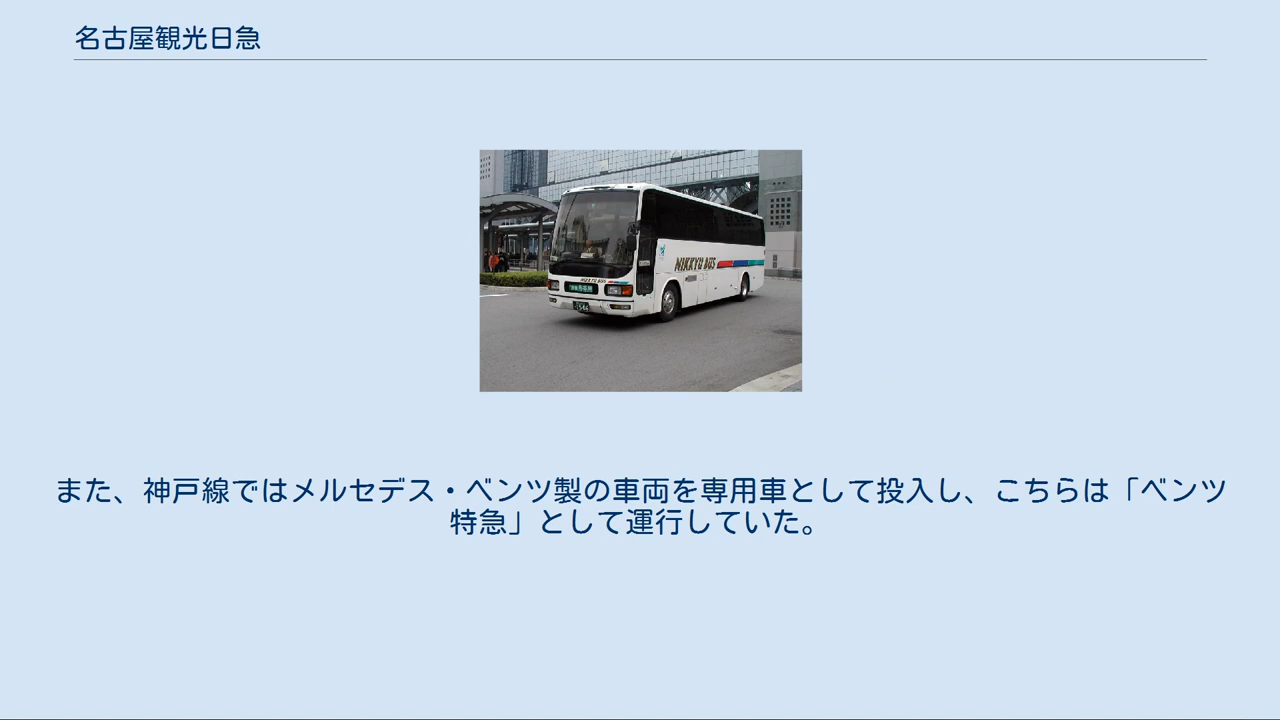 名古屋観光日急
NIKKYU BUS
また、神戸線ではメルセデス・ベンツ製の車両を専用車として投入し、こちらは「ベンツ
特急」として運行していた。